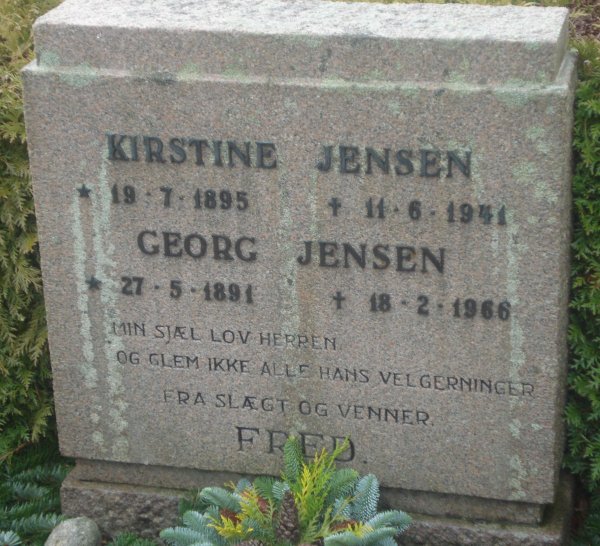 KIRSTINE JENSEN
★ 19·7·1895 † 11·6·1941
GEORG JENSEN
★ 27·5·1891 † 18·2·1966
MIN SJÆL LOV HERREN
OG GLEM IKKE ALLE HANS VELGERNINGER
FRA SLÆGT OG VENNER.
FRED.